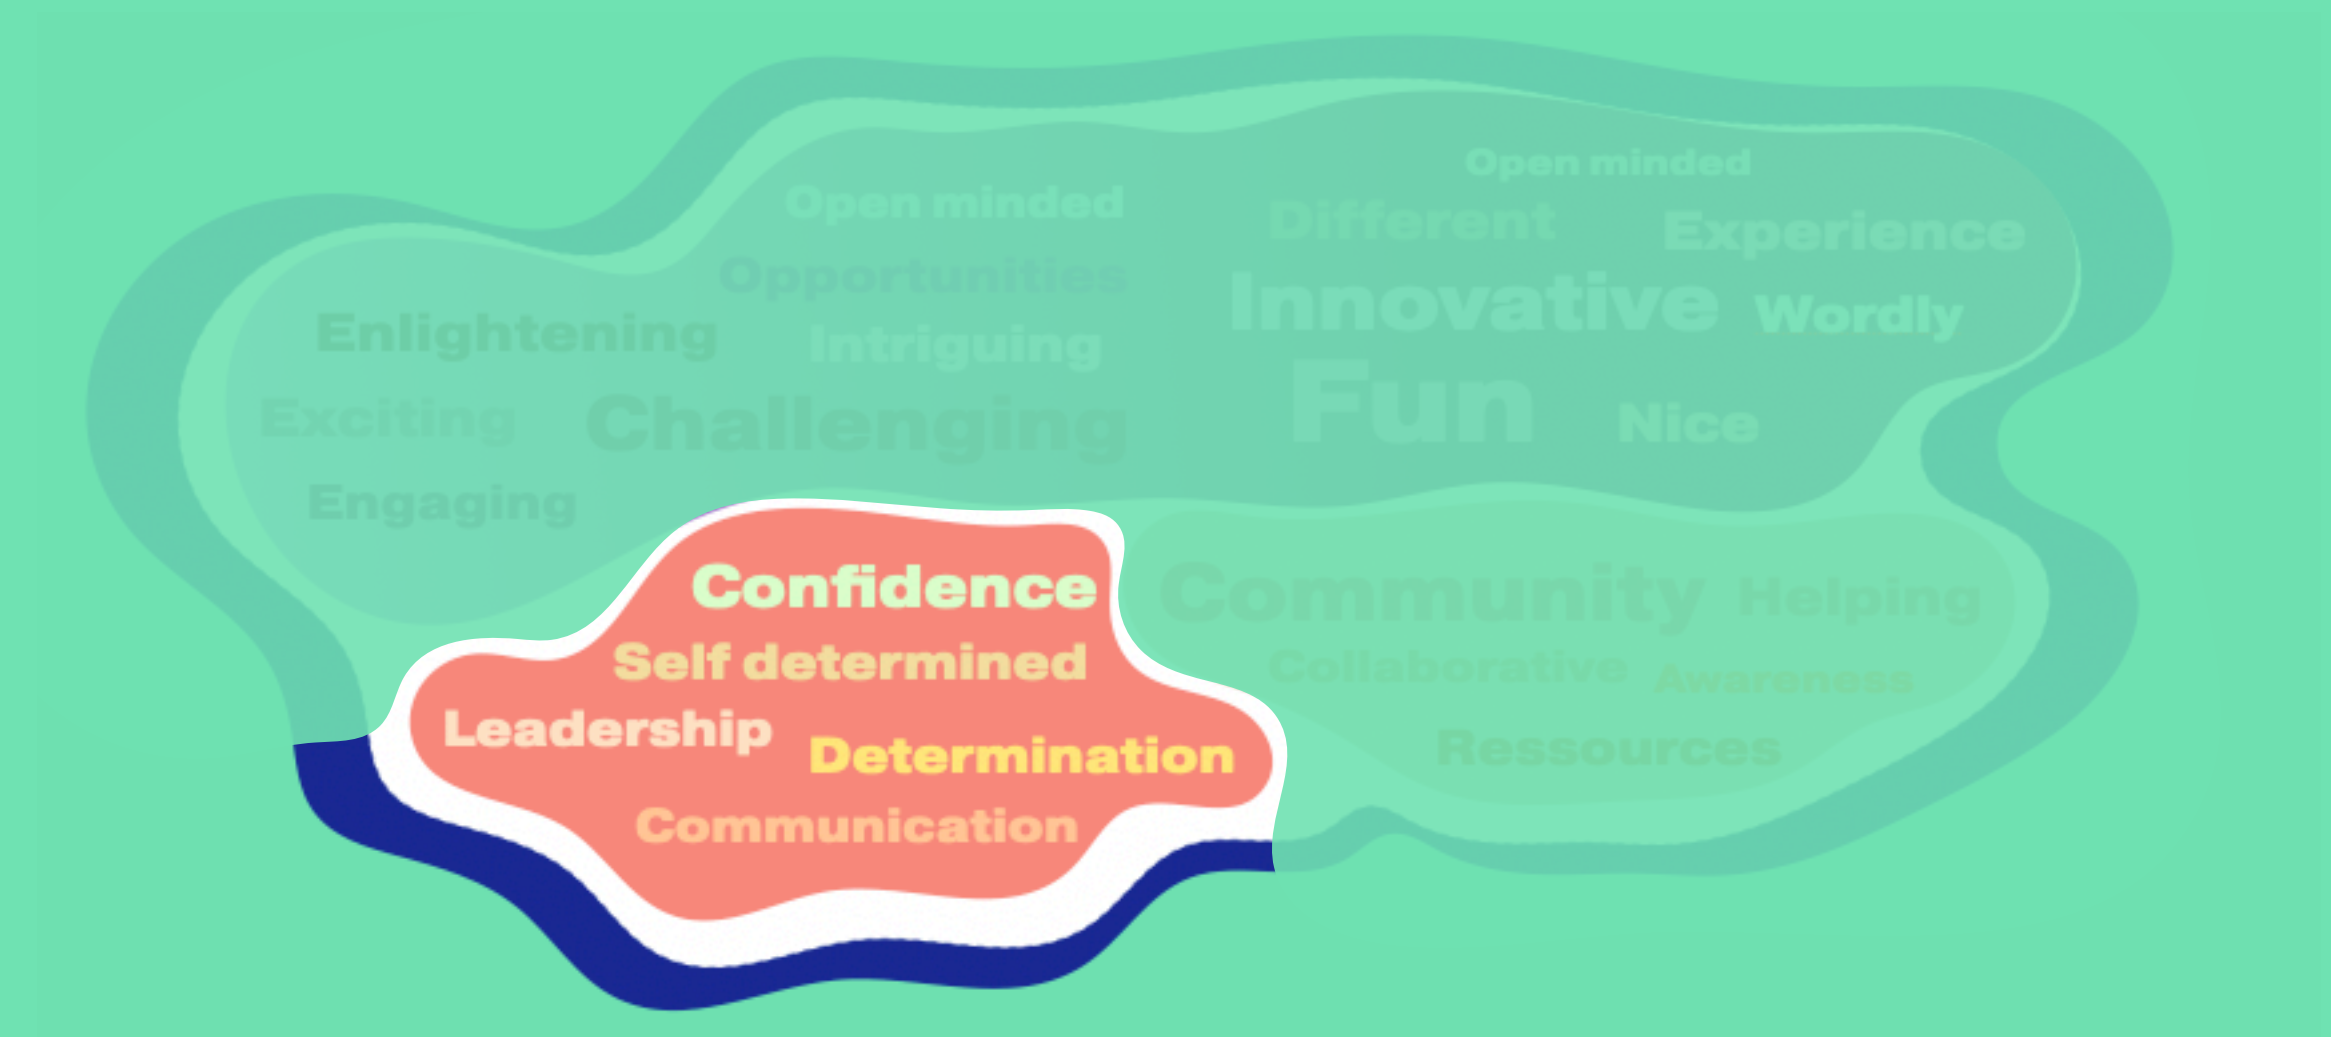 Open minded
Opportunities
Enlightening
Intriguing
Exciting
Challenging
Engaging
Open minded
Different
Experience
Innovative
Wordly
Fun
Nice
Confidence
Self determined
Leadership
Determination
Communication
Community
Helping
Collaborative
Awareness
Ressources